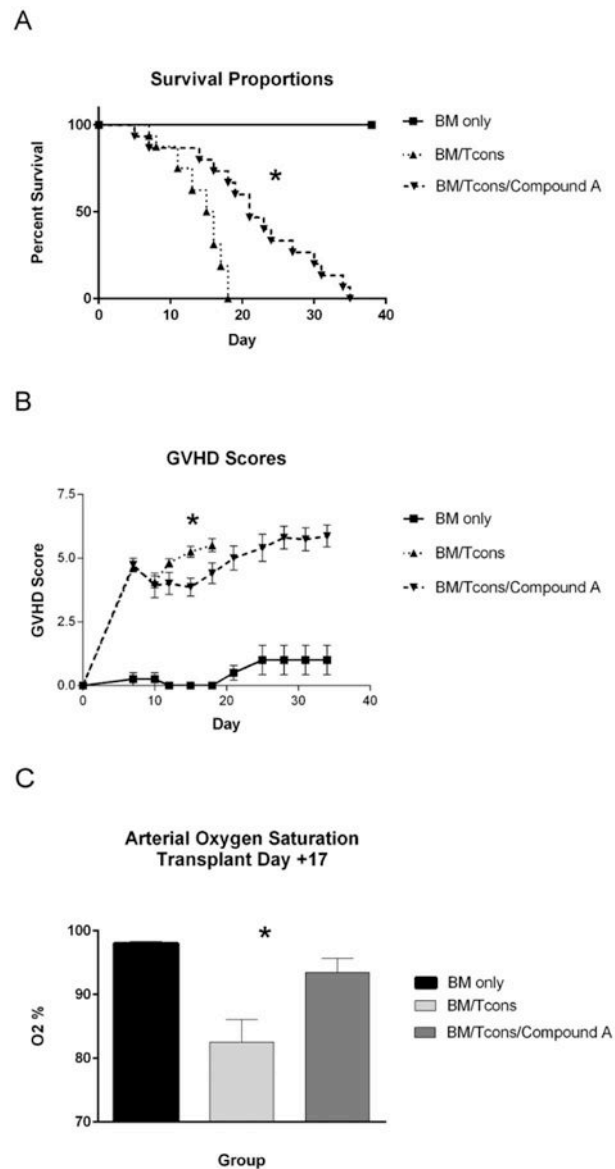 A
Survival Proportions
100
50
0
Percent Survival
0 10 20 30 40
Day
*
BM only
BM/Tcons
BM/Tcons/Compound A
B
GVHD Scores
7.5
5.0
2.5
0.0
GVHD Score
0 10 20 30 40
Day
*
BM only
BM/Tcons
BM/Tcons/Compound A
C
Arterial Oxygen Saturation
Transplant Day +17
100
90
80
70
O2 %
*
Group
BM only
BM/Tcons
BM/Tcons/Compound A